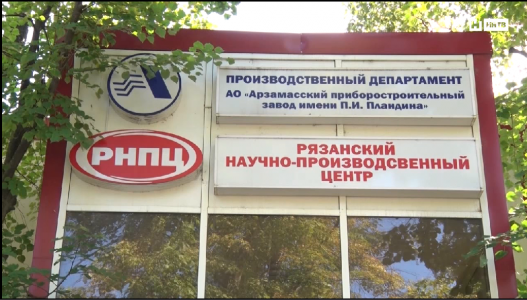 ПРОИЗВОДСТВЕННЫЙ ДЕПАРТАМЕНТ
АО «Арзамасский приборостроительный
завод имени П.И. Пландина»
РНПЦ
РЯЗАНСКИЙ
НАУЧНО-ПРОИЗВОДСВЕННЫЙ
ЦЕНТР